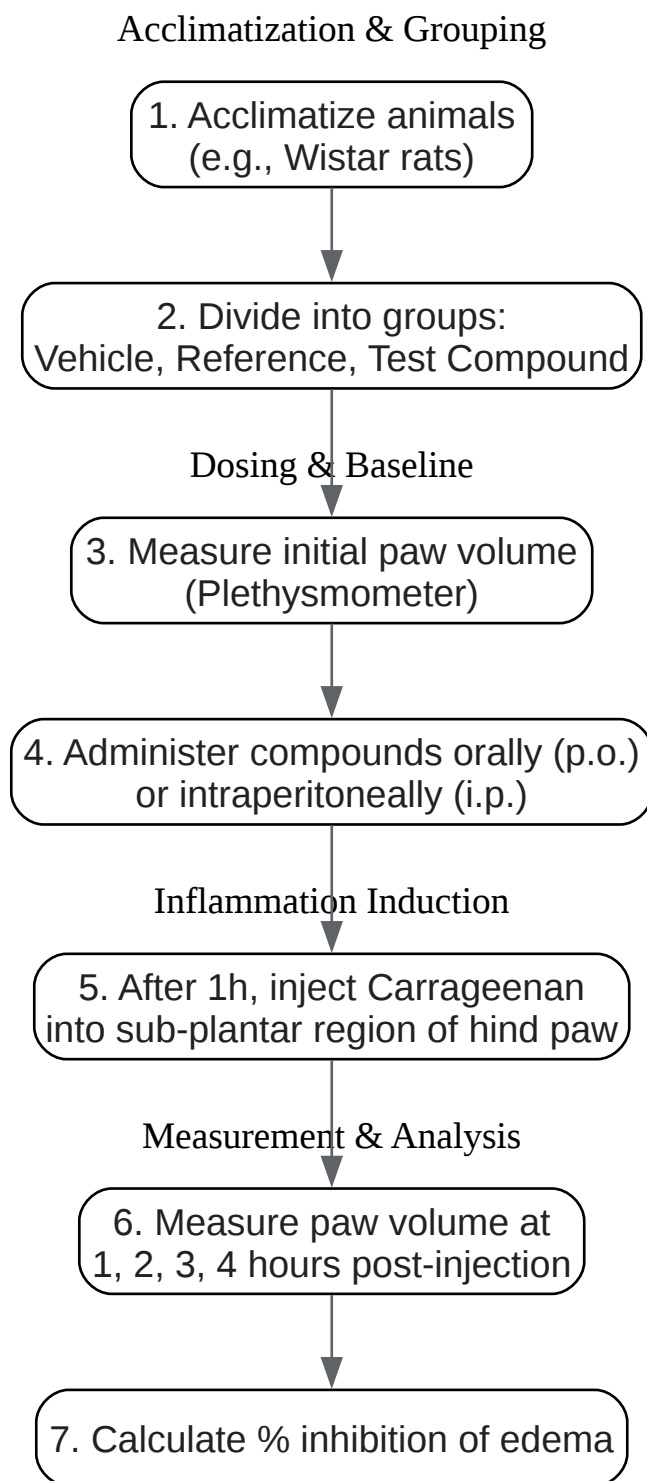 Acclimatization & Grouping
1. Acclimatize animals
(e.g., Wistar rats)
2. Divide into groups:
Vehicle, Reference, Test Compound
Dosing & Baseline
3. Measure initial paw volume
(Plethysmometer)
4. Administer compounds orally (p.o.)
or intraperitoneally (i.p.)
Inflammation Induction
5. After 1h, inject Carrageenan
into sub-plantar region of hind paw
Measurement & Analysis
6. Measure paw volume at
1, 2, 3, 4 hours post-injection
7. Calculate % inhibition of edema